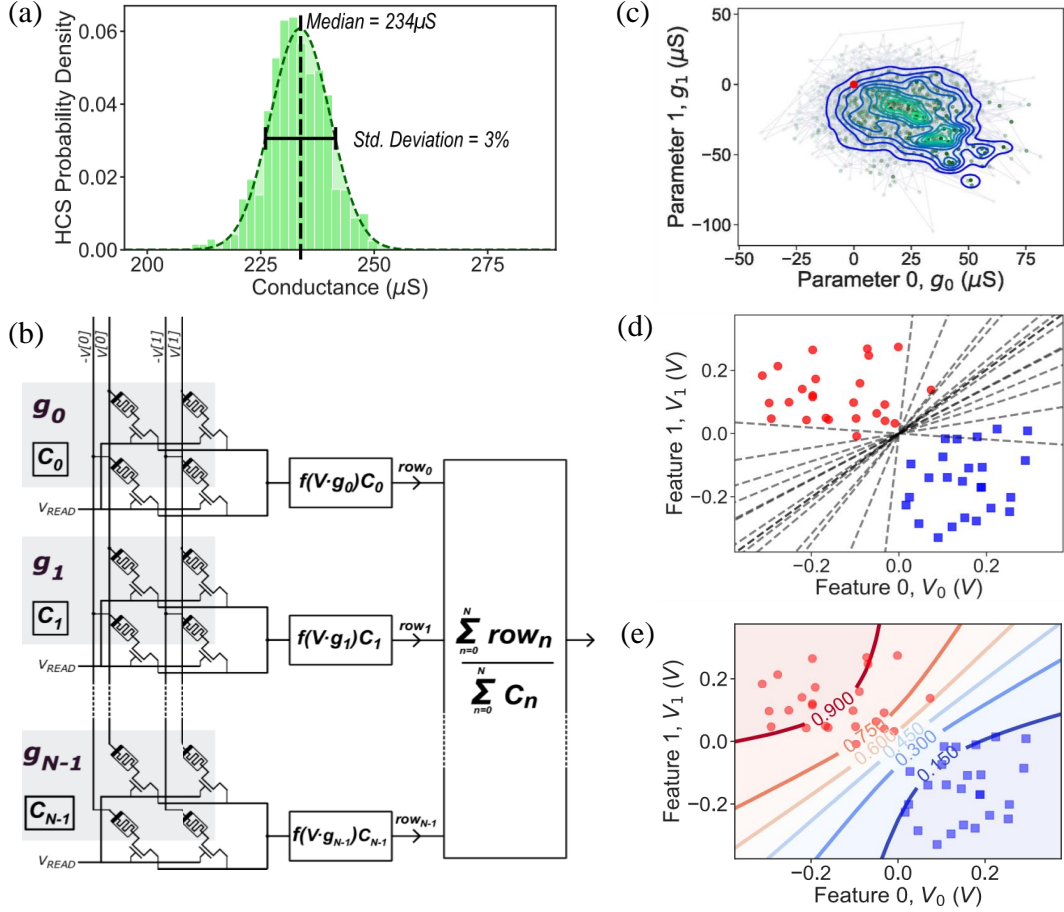 (a)
Median = 234μS
Std. Deviation = 3%
HCS Probability Density
0.06
0.04
0.02
0.00
200
225
250
275
Conductance (μS)
(b)
-v[0]
v[0]
-v[1]
v[1]
g0
C0
VREAD
f(V·g0)C0
row0
g1
C1
VREAD
f(V·g1)C1
row1
gN-1
CN-1
VREAD
f(V·gN-1)CN-1
rowN-1
N
Σ rown
n=0
N
Σ Cn
n=0
(c)
Parameter 1, g1 (μS)
50
0
−50
−100
−50
−25
0
25
50
75
Parameter 0, g0 (μS)
(d)
Feature 1, V1 (V)
0.2
0.0
−0.2
−0.2
0.0
0.2
Feature 0, V0 (V)
(e)
Feature 1, V1 (V)
0.2
0.0
−0.2
0.900
0.750
0.600
0.450
0.300
0.150
−0.2
0.0
0.2
Feature 0, V0 (V)